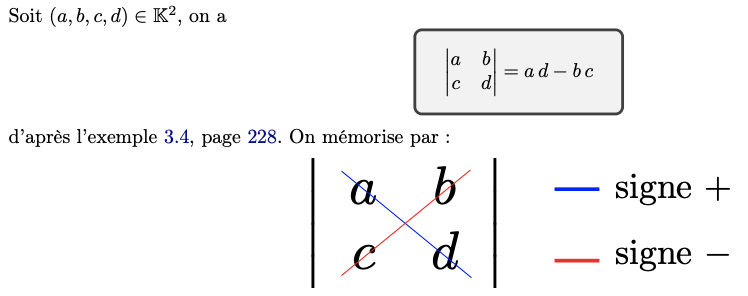 Soit (a, b, c, d) ∈ 𝕂², on a
|a b|
|c d| = a d − b c
d'après l'exemple 3.4, page 228. On mémorise par :
a b signe +
c d signe −